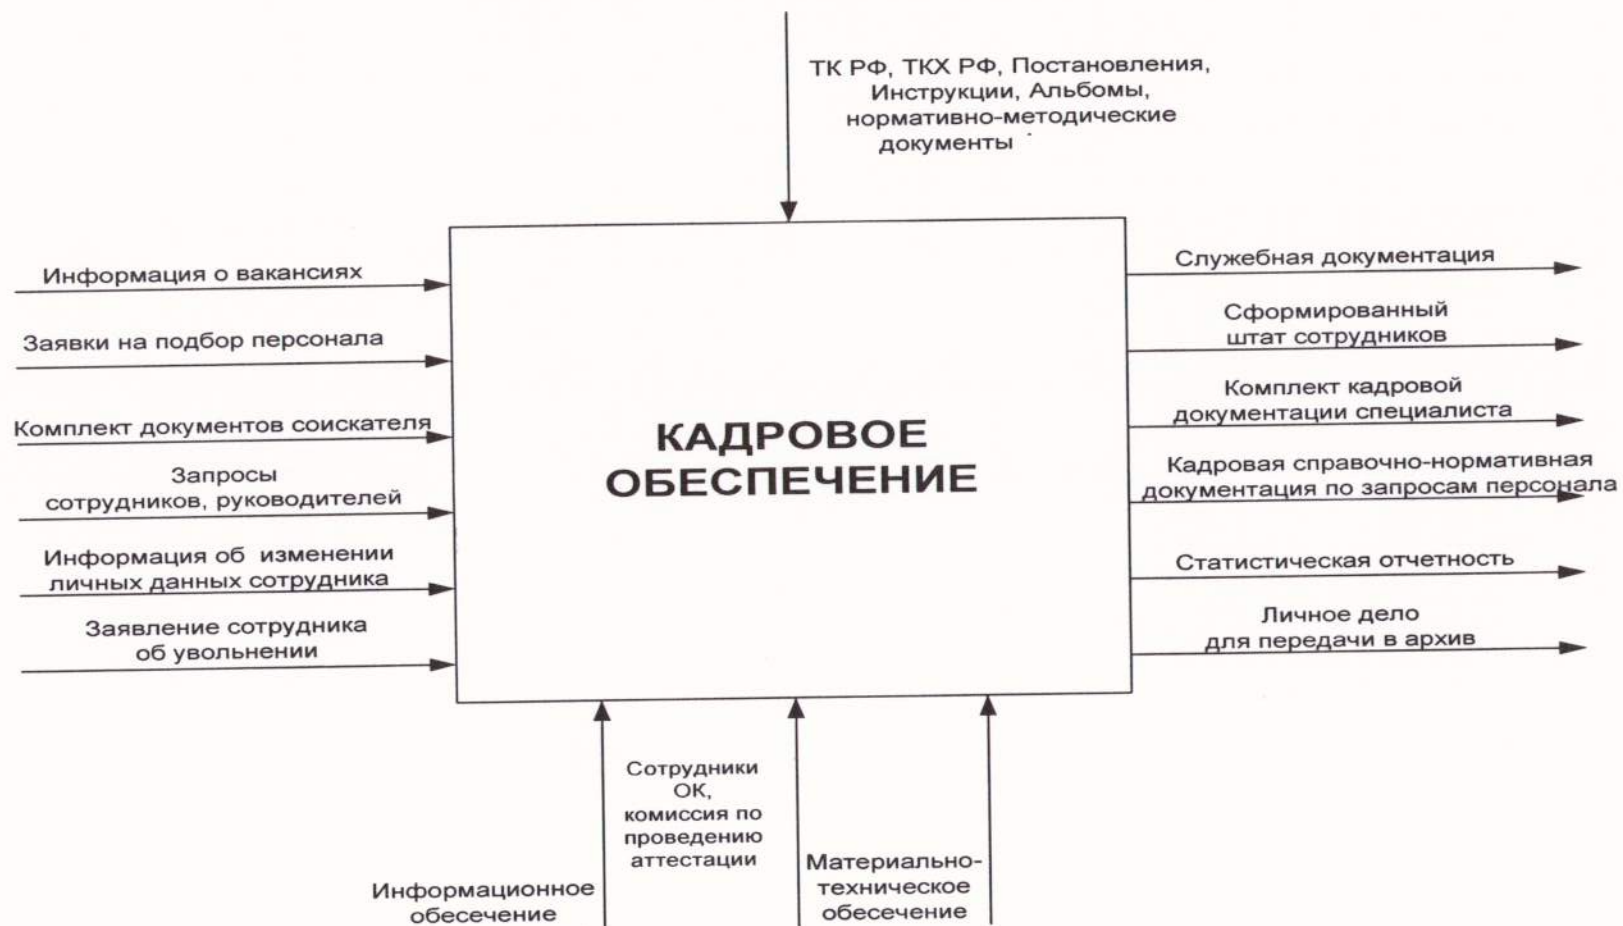 ТК РФ, ТКХ РФ, Постановления,
Инструкции, Альбомы,
нормативно-методические
документы
Информация о вакансиях
Заявки на подбор персонала
Комплект документов соискателя
Запросы
сотрудников, руководителей
Информация об изменении
личных данных сотрудника
Заявление сотрудника
об увольнении
КАДРОВОЕ
ОБЕСПЕЧЕНИЕ
Служебная документация
Сформированный
штат сотрудников
Комплект кадровой
документации специалиста
Кадровая справочно-нормативная
документация по запросам персонала
Статистическая отчетность
Личное дело
для передачи в архив
Информационное
обесечение
Сотрудники
ОК,
комиссия по
проведению
аттестации
Материально-
техническое
обесечение